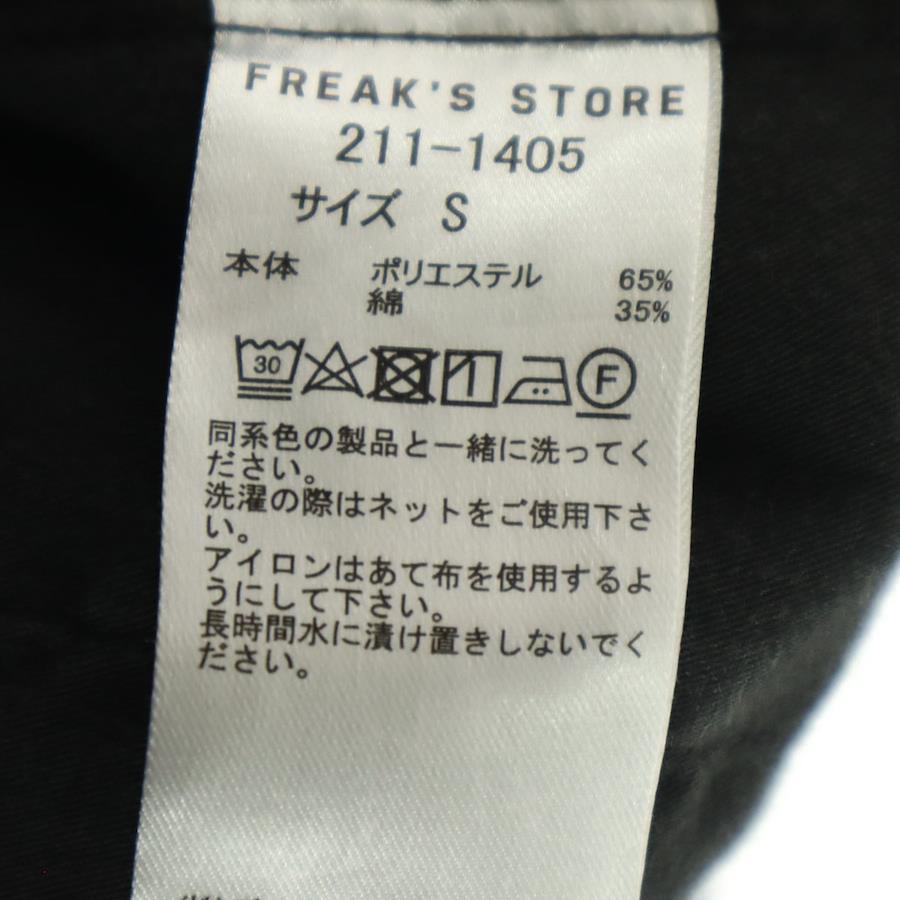 FREAK'S STORE
211-1405
サイズ S
本体 ポリエステル 65%
綿 35%
30 F
同系色の製品と一緒に洗ってく
ださい。
洗濯の際はネットをご使用下さ
い。
アイロンはあて布を使用するよ
うにして下さい。
長時間水に漬け置きしないでく
ださい。